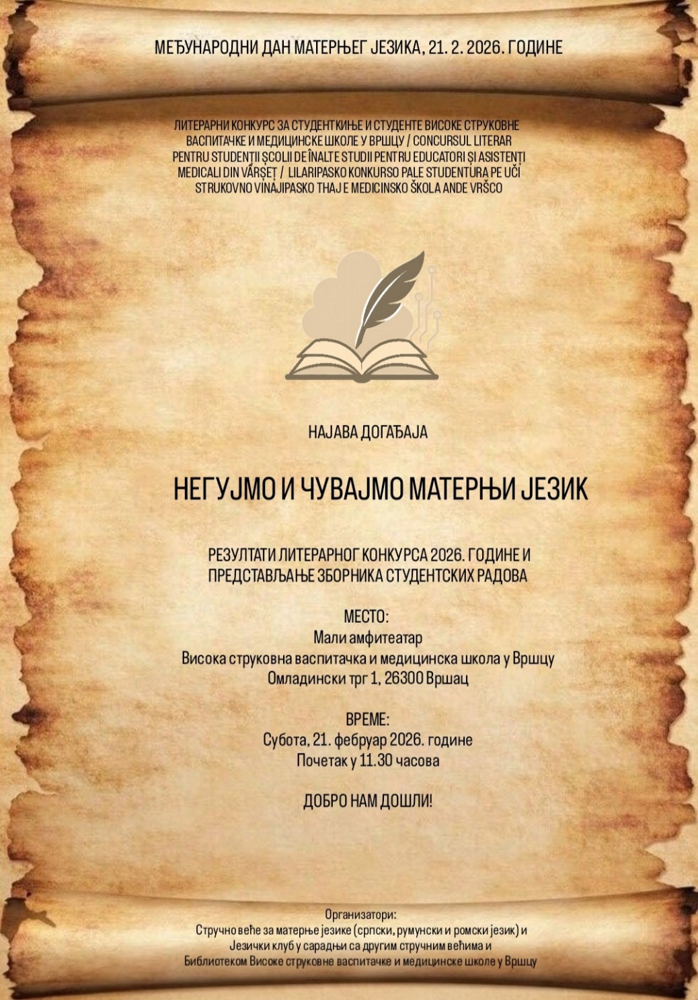 МЕЂУНАРОДНИ ДАН МАТЕРЊЕГ ЈЕЗИКА, 21. 2. 2026. ГОДИНЕ
ЛИТЕРАРНИ КОНКУРС ЗА СТУДЕНТКИЊЕ И СТУДЕНТЕ ВИСОКЕ СТРУКОВНЕ
ВАСПИТАЧКЕ И МЕДИЦИНСКЕ ШКОЛЕ У ВРШЦУ / CONCURSUL LITERAR
PENTRU STUDENȚII ȘCOLII DE ÎNALTE STUDII PENTRU EDUCATORI ȘI ASISTENȚI
MEDICALI DIN VÂRȘEȚ / LILARIPASKO KONKURSO PALE STUDENTURA PE UČI
STRUKOVNO VINAJIPASKO THAJ E MEDICINSKO ŠKOLA ANDE VRŠCO
НАЈАВА ДОГАЂАЈА
НЕГУЈМО И ЧУВАЈМО МАТЕРЊИ ЈЕЗИК
РЕЗУЛТАТИ ЛИТЕРАРНОГ КОНКУРСА 2026. ГОДИНЕ И
ПРЕДСТАВЉАЊЕ ЗБОРНИКА СТУДЕНТСКИХ РАДОВА
МЕСТО:
Мали амфитеатар
Висока струковна васпитачка и медицинска школа у Вршцу
Омладински трг 1, 26300 Вршац
ВРЕМЕ:
Субота, 21. фебруар 2026. године
Почетак у 11.30 часова
ДОБРО НАМ ДОШЛИ!
Организатори:
Стручно веће за матерње језике (српски, румунски и ромски језик) и
Језички клуб у сарадњи са другим стручним већима и
Библиотеком Високе струковне васпитачке и медицинске школе у Вршцу